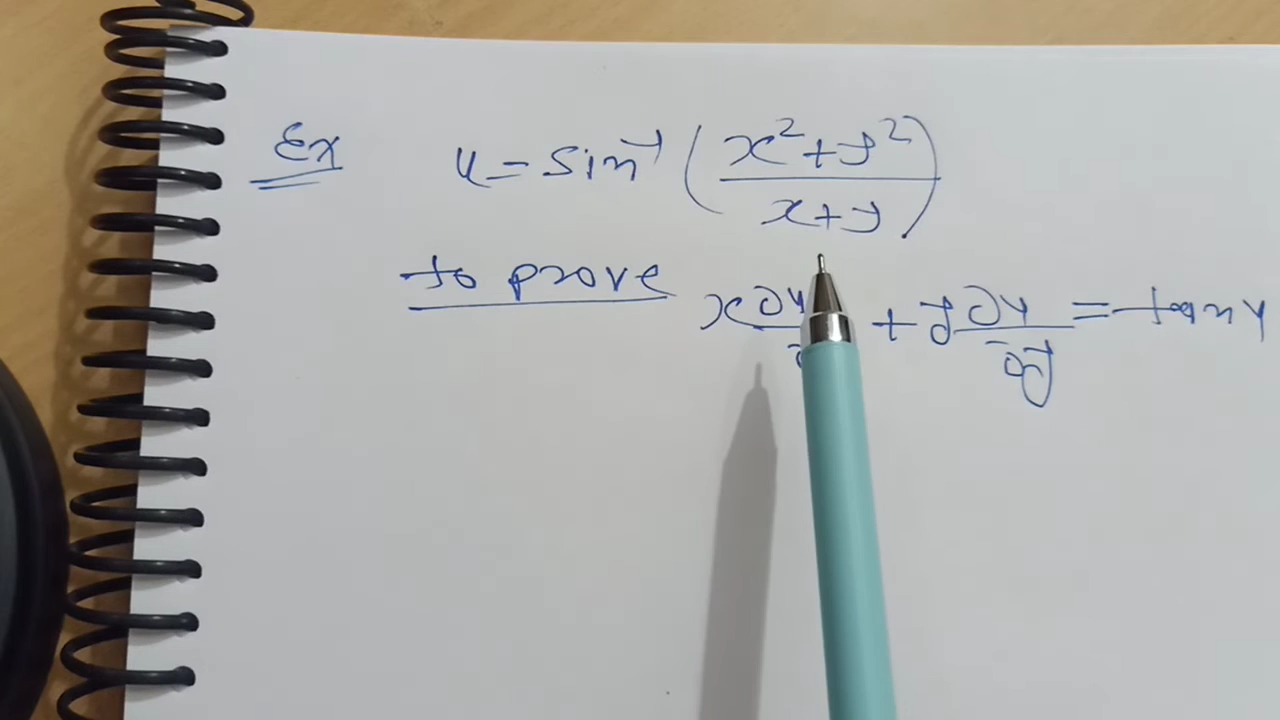 Ex u = sin⁻¹ (x² + y² / x + y)
to prove x ∂u / ∂ + y ∂u / ∂y = tan u